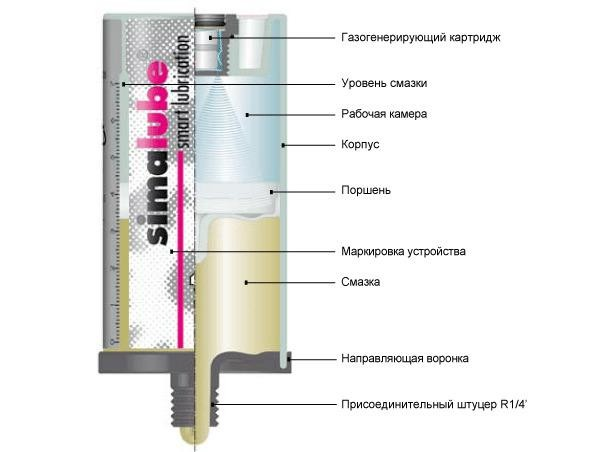 Газогенерирующий картридж
Уровень смазки
Рабочая камера
Корпус
Поршень
Маркировка устройства
Смазка
Направляющая воронка
Присоединительный штуцер R1/4'
simalube®
smart lubrication